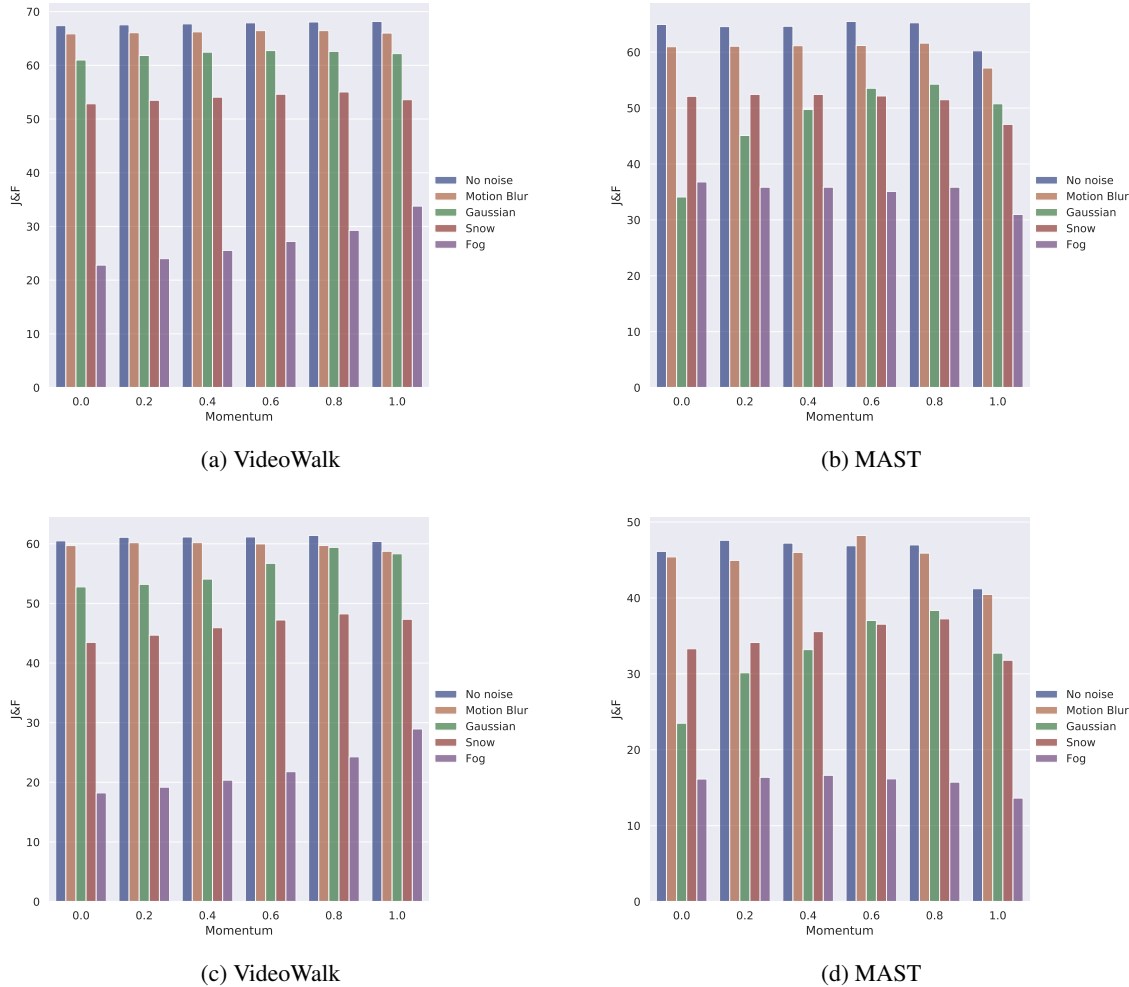 70
60
50
40
30
20
10
0
J&F
0.0 0.2 0.4 0.6 0.8 1.0
Momentum
No noise
Motion Blur
Gaussian
Snow
Fog
(a) VideoWalk
60
50
40
30
20
10
0
J&F
0.0 0.2 0.4 0.6 0.8 1.0
Momentum
No noise
Motion Blur
Gaussian
Snow
Fog
(b) MAST
60
50
40
30
20
10
0
J&F
0.0 0.2 0.4 0.6 0.8 1.0
Momentum
No noise
Motion Blur
Gaussian
Snow
Fog
(c) VideoWalk
50
40
30
20
10
0
J&F
0.0 0.2 0.4 0.6 0.8 1.0
Momentum
No noise
Motion Blur
Gaussian
Snow
Fog
(d) MAST